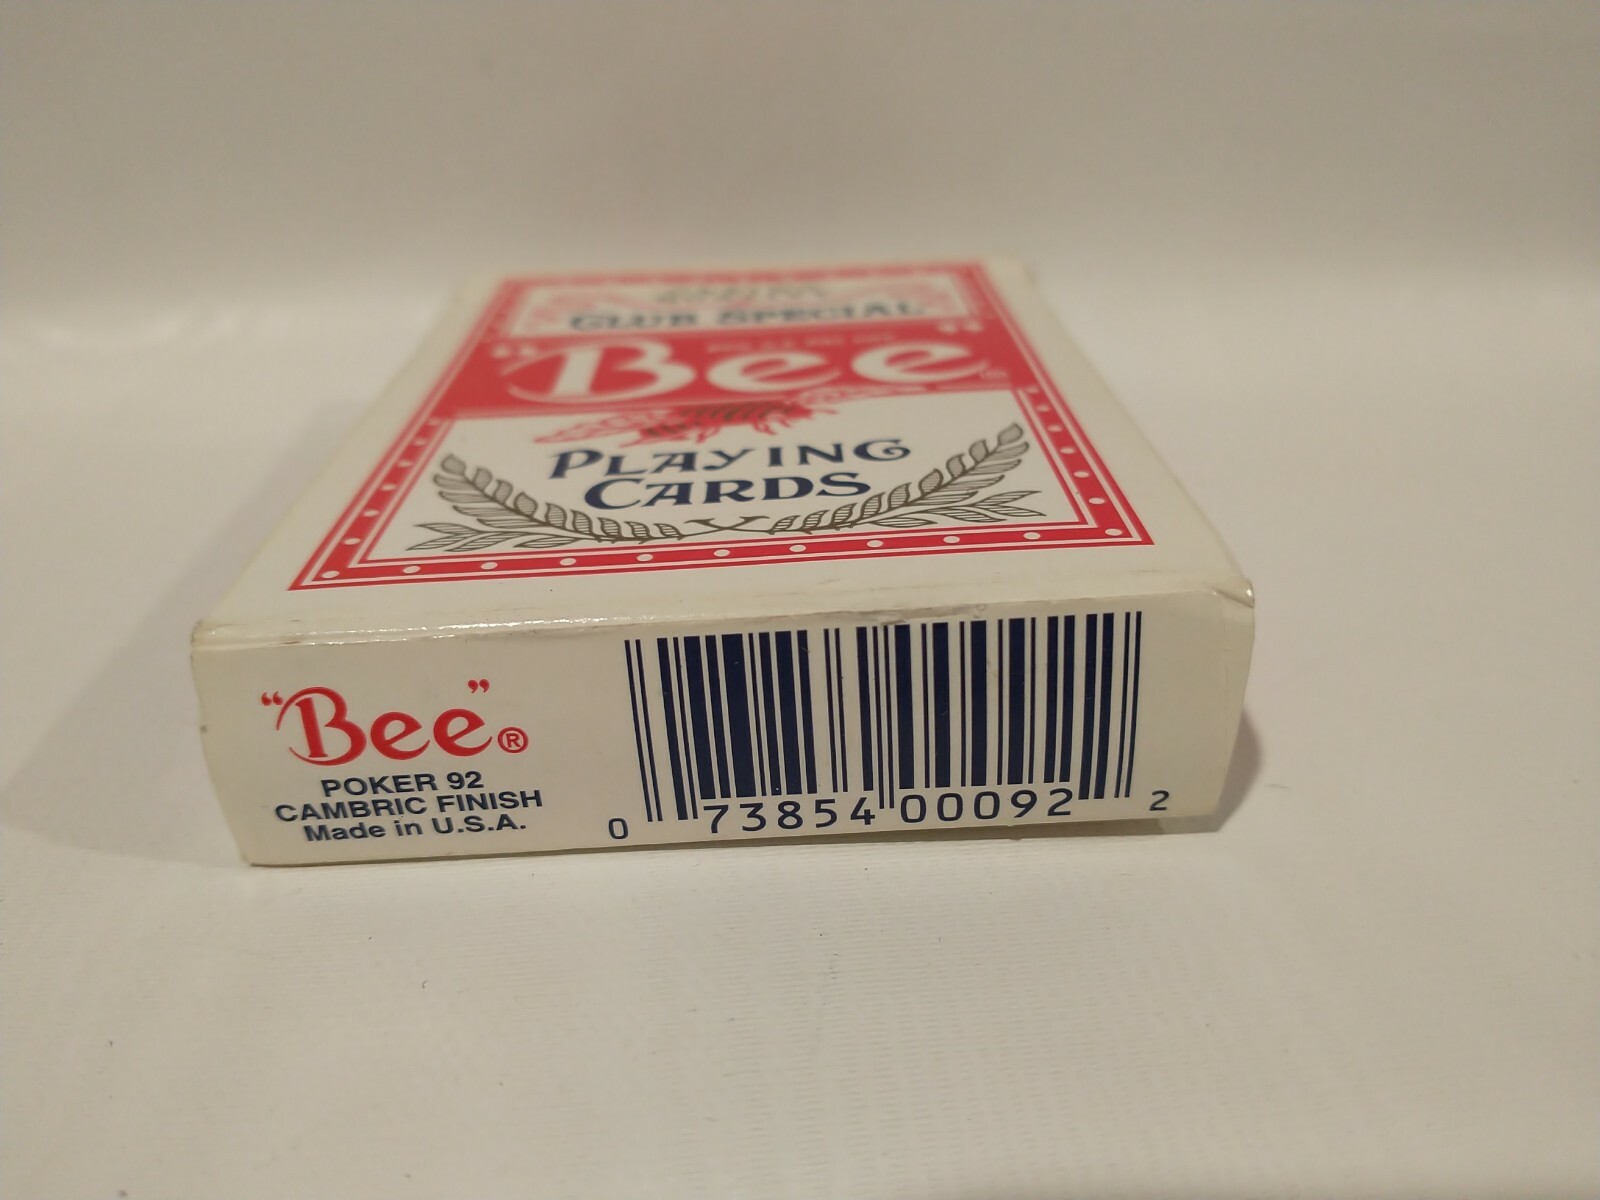 CLUB SPECIAL
"Bee"
PLAYING
CARDS
"Bee"®
POKER 92
CAMBRIC FINISH
Made in U.S.A.
0 73854 00092 2